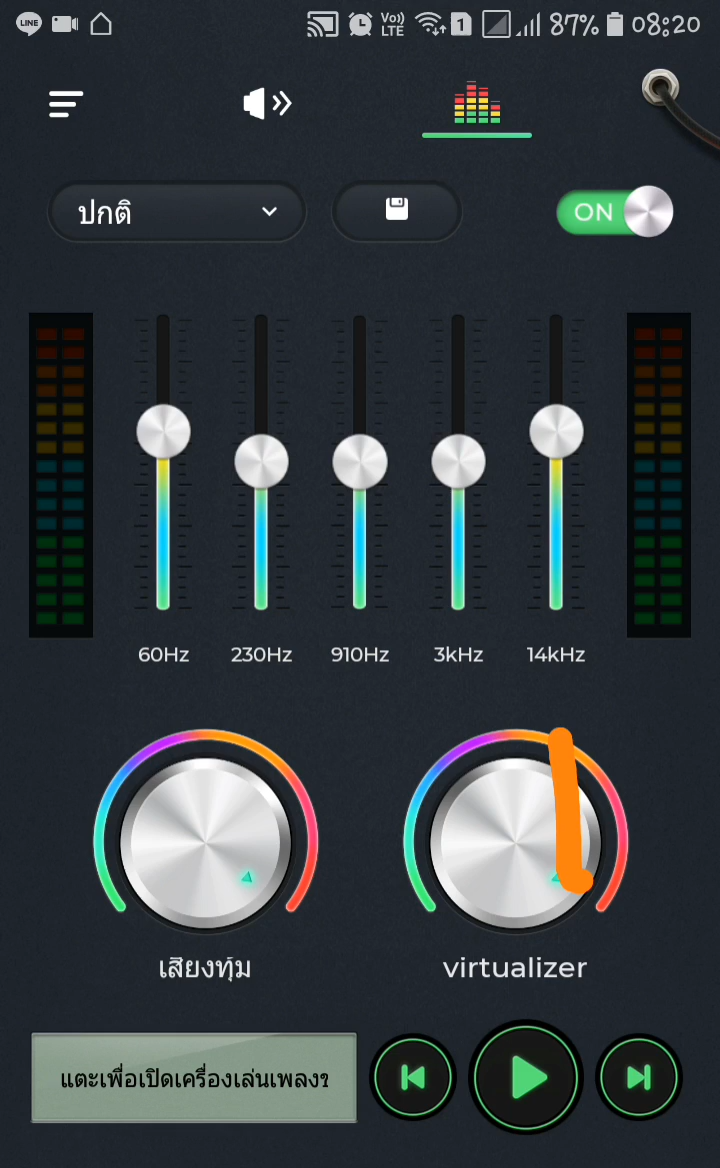 LINE Vo)) LTE 1 87% 08:20
ปกติ ON
60Hz 230Hz 910Hz 3kHz 14kHz
เสียงทุ้ม virtualizer
แตะเพื่อเปิดเครื่องเล่นเพลงข